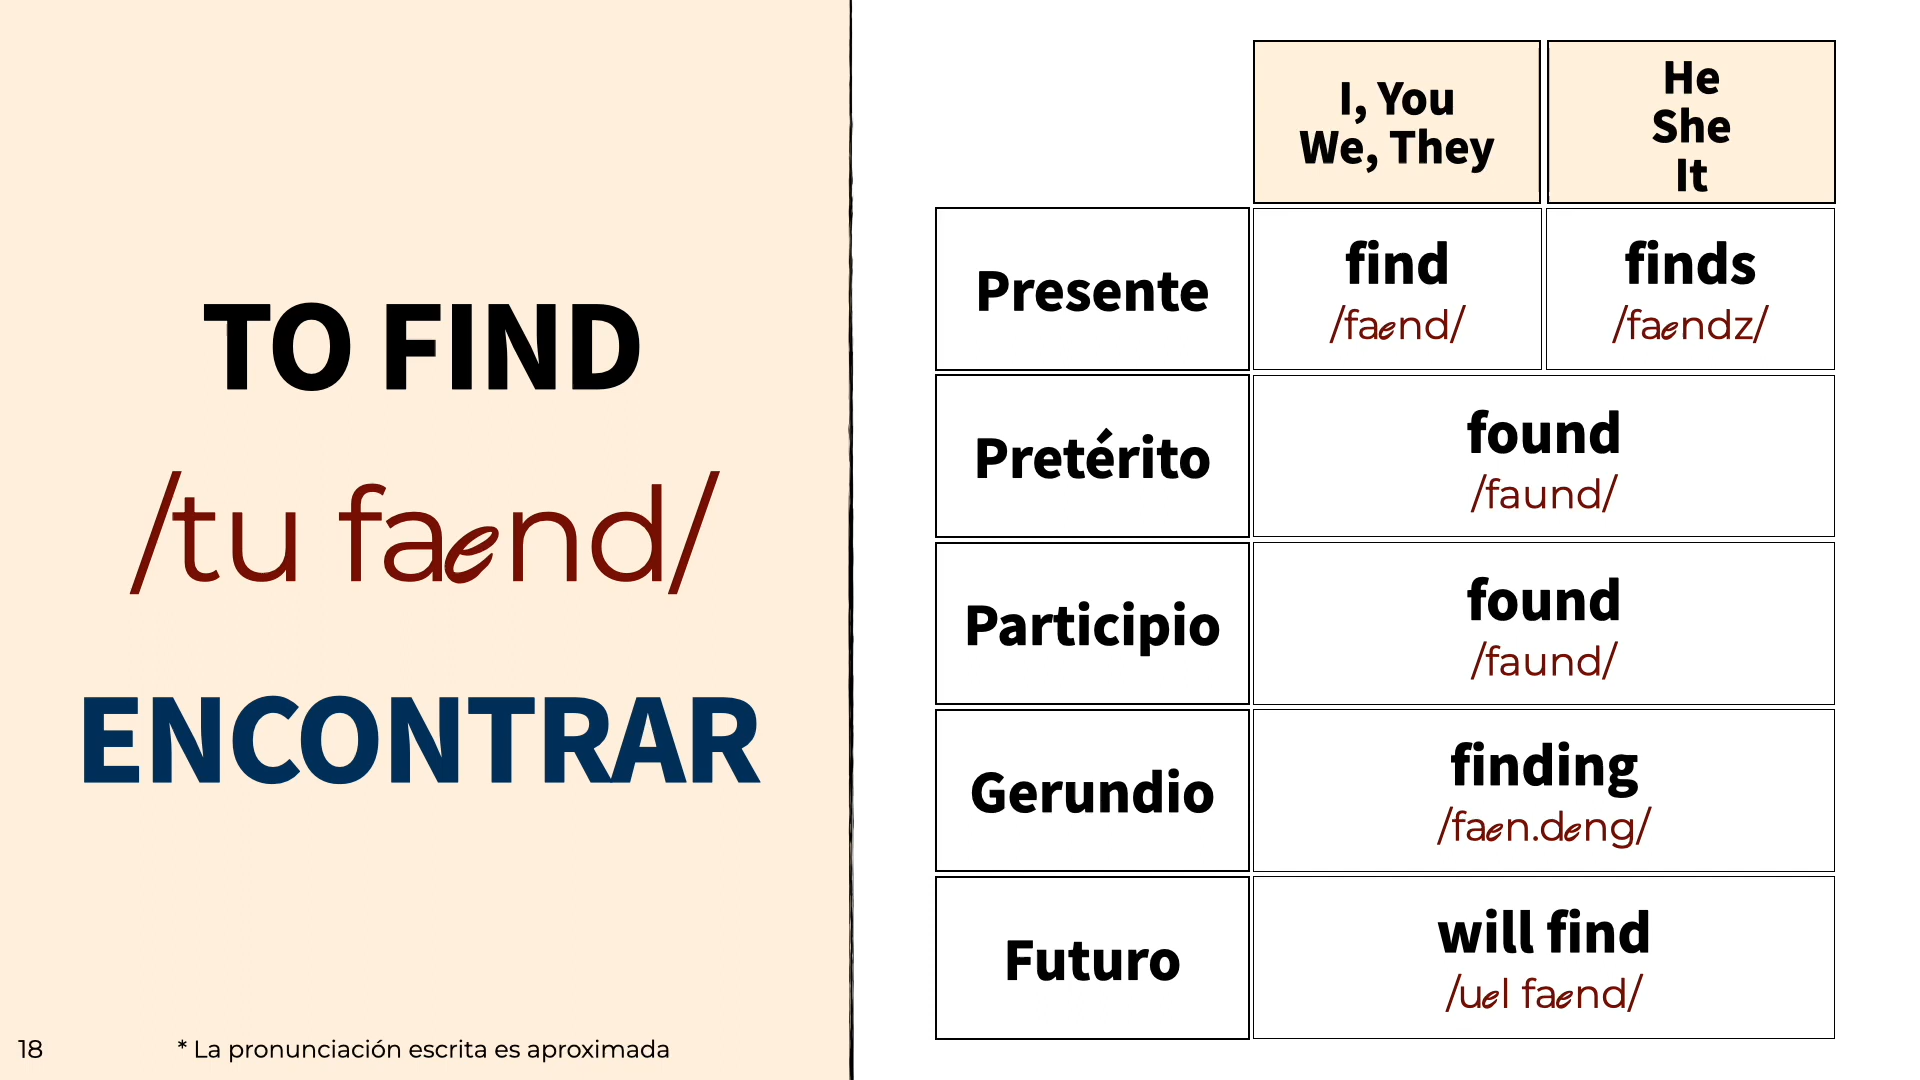 TO FIND
/tu faend/
ENCONTRAR
18
* La pronunciación escrita es aproximada
I, You
We, They
He
She
It
Presente
find
/faend/
finds
/faendz/
Pretérito
found
/faund/
Participio
found
/faund/
Gerundio
finding
/faen.deng/
Futuro
will find
/uel faend/